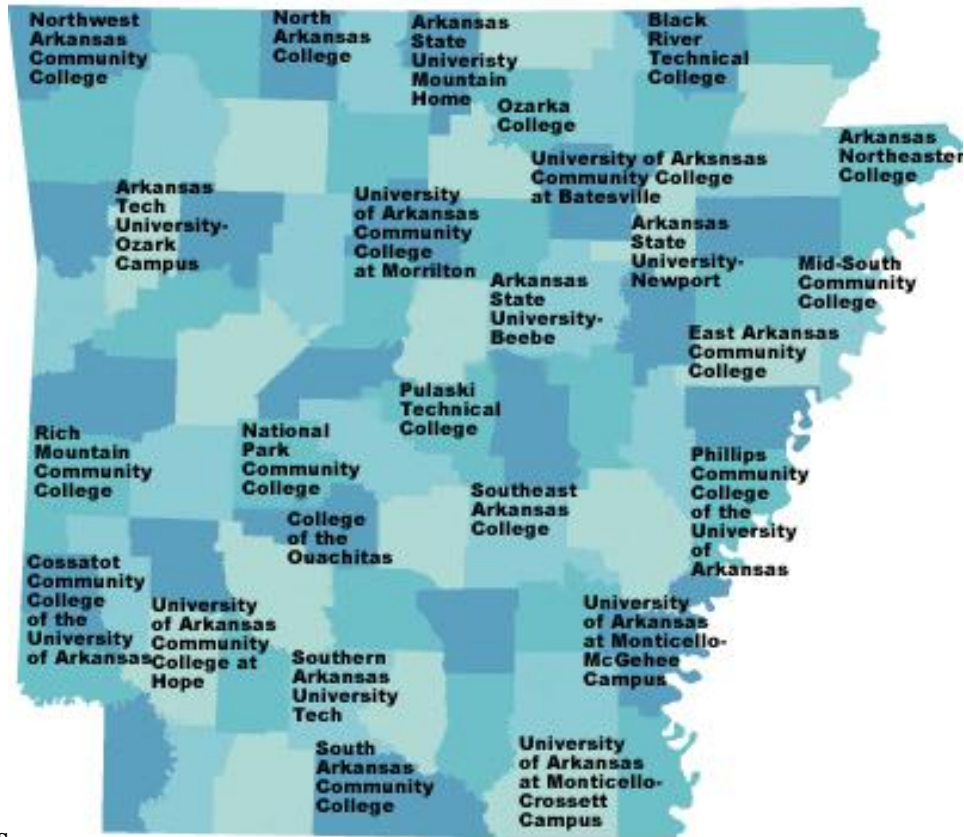 Northwest
Arkansas
Community
College
North
Arkansas
College
Arkansas
State
Univeristy
Mountain
Home
Black
River
Technical
College
Ozarka
College
Arkansas
Northeaster
College
University of Arksnsas
Community College
at Batesville
Arkansas
Tech
University-
Ozark
Campus
University
of Arkansas
Community
College
at Morrilton
Arkansas
State
University-
Newport
Mid-South
Community
College
Arkansas
State
University-
Beebe
East Arkansas
Community
College
Pulaski
Technical
College
Rich
Mountain
Community
College
National
Park
Community
College
Phillips
Community
College
of the
University
of
Arkansas
Southeast
Arkansas
College
College
of the
Ouachitas
Cossatot
Community
College
of the
University
of Arkansas
University
of Arkansas
Community
College at
Hope
University
of Arkansas
at Monticello-
McGehee
Campus
Southern
Arkansas
University
Tech
South
Arkansas
Community
College
University
of Arkansas
at Monticello-
Crossett
Campus